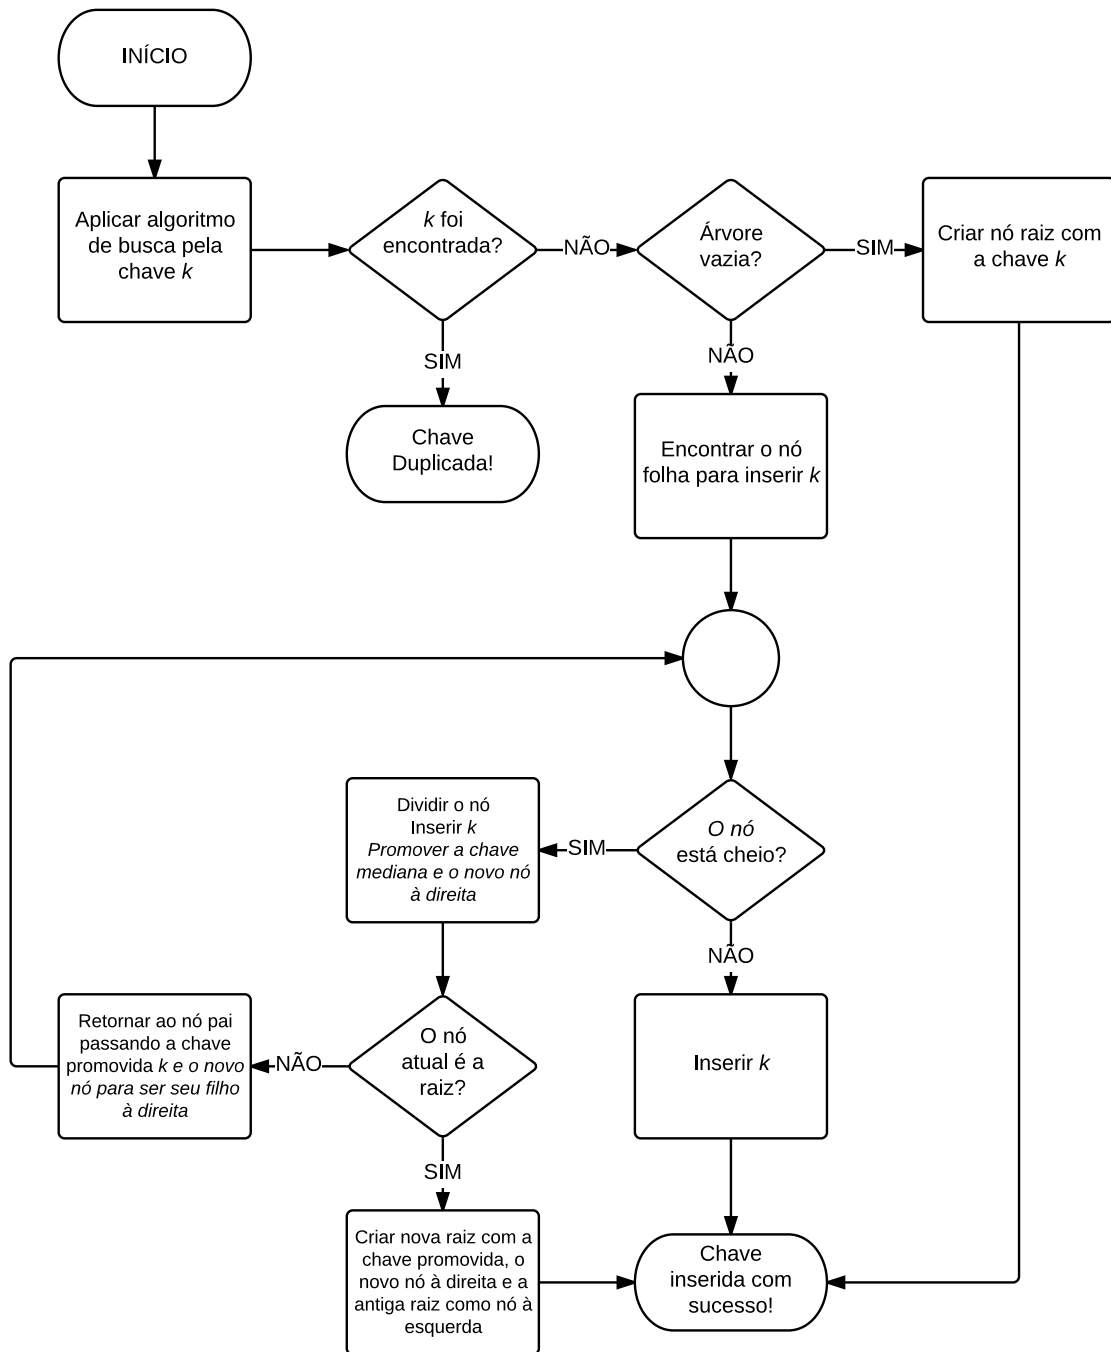 INÍCIO
Aplicar algoritmo
de busca pela
chave k
k foi
encontrada?
NÃO
Árvore
vazia?
SIM
Criar nó raiz com
a chave k
SIM
NÃO
Chave
Duplicada!
Encontrar o nó
folha para inserir k
Dividir o nó
Inserir k
Promover a chave
mediana e o novo nó
à direita
SIM
O nó
está cheio?
NÃO
Retornar ao nó pai
passando a chave
promovida k e o novo
nó para ser seu filho
à direita
NÃO
O nó
atual é a
raiz?
Inserir k
SIM
Criar nova raiz com a
chave promovida, o
novo nó à direita e a
antiga raiz como nó à
esquerda
Chave
inserida com
sucesso!